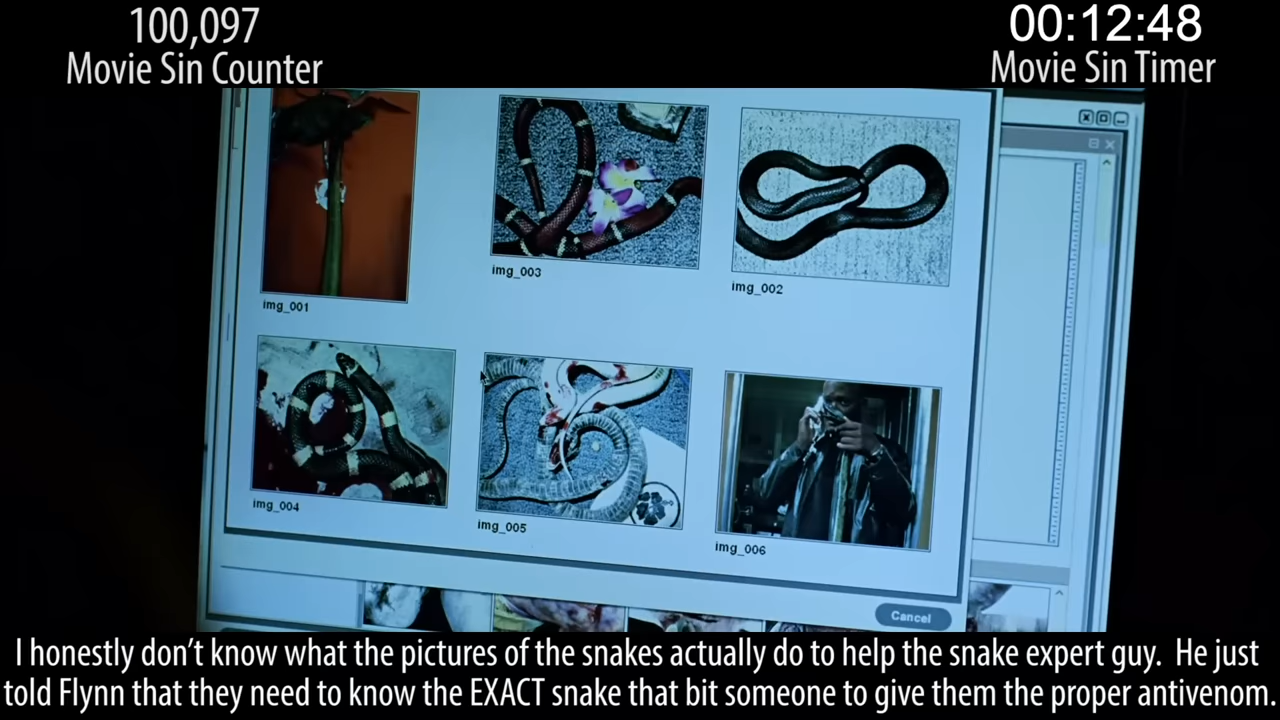 100,097
Movie Sin Counter
00:12:48
Movie Sin Timer
img_001
img_003
img_002
img_004
img_005
img_006
Cancel
I honestly don't know what the pictures of the snakes actually do to help the snake expert guy.  He just
told Flynn that they need to know the EXACT snake that bit someone to give them the proper antivenom.